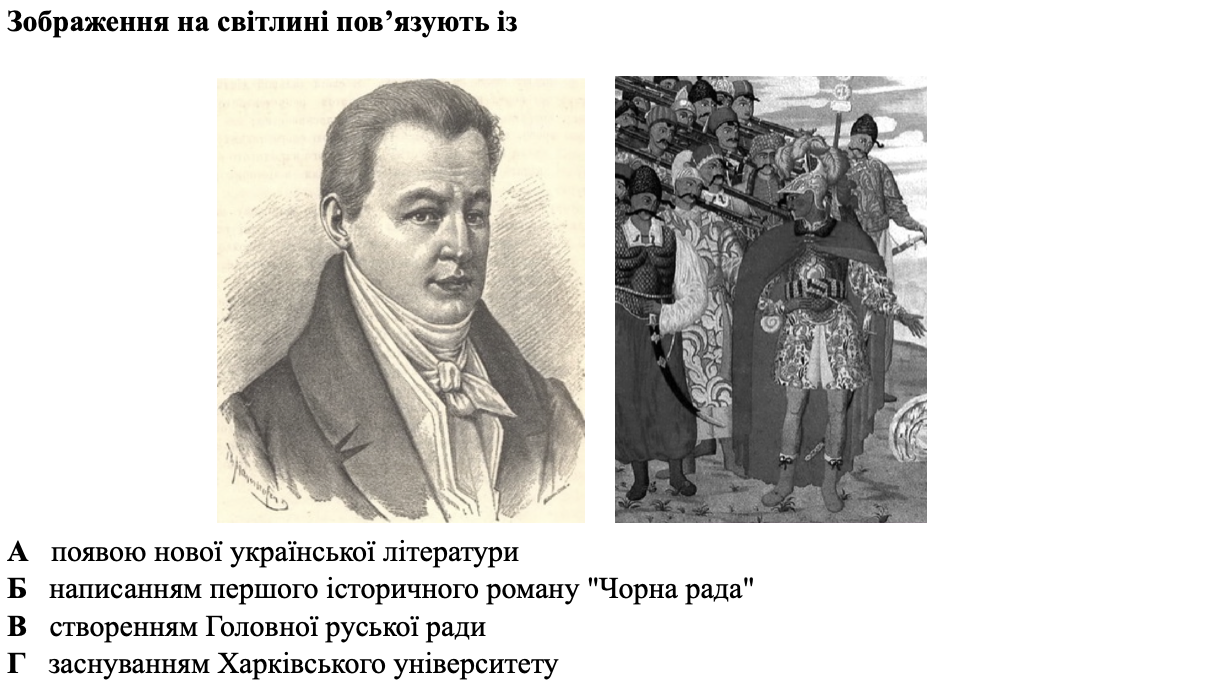 Зображення на світлині пов’язують із
А появою нової української літератури
Б написанням першого історичного роману "Чорна рада"
В створенням Головної руської ради
Г заснуванням Харківського університету